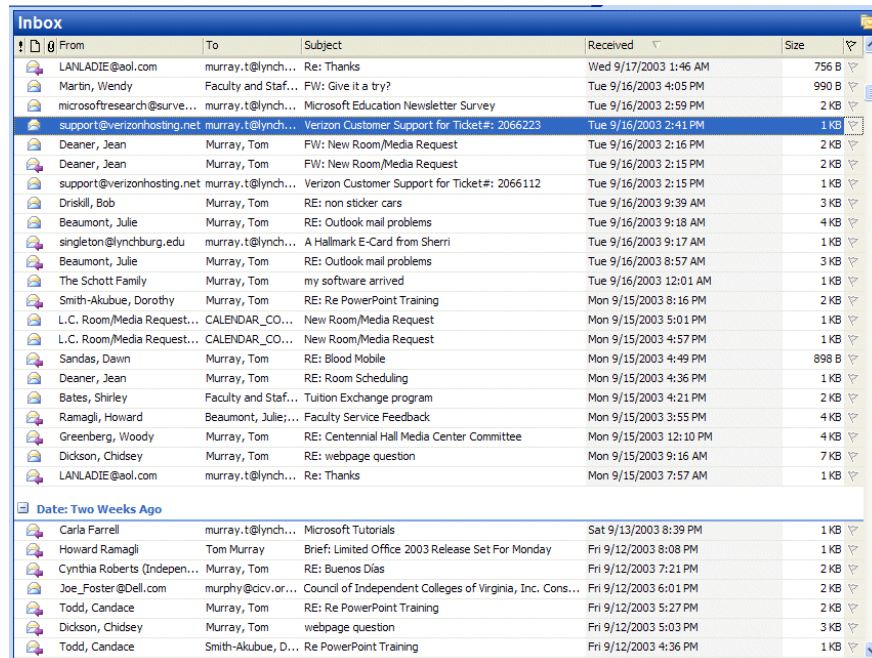 Inbox
! From To Subject Received Size
LANLADIE@aol.com murray.t@lynch... Re: Thanks Wed 9/17/2003 1:46 AM 756 B
Martin, Wendy Faculty and Staf... FW: Give it a try? Tue 9/16/2003 4:05 PM 990 B
microsoftresearch@surve... murray.t@lynch... Microsoft Education Newsletter Survey Tue 9/16/2003 2:59 PM 2 KB
support@verizonhosting.net murray.t@lynch... Verizon Customer Support for Ticket#: 2066223 Tue 9/16/2003 2:41 PM 1 KB
Deaner, Jean Murray, Tom FW: New Room/Media Request Tue 9/16/2003 2:16 PM 2 KB
Deaner, Jean Murray, Tom FW: New Room/Media Request Tue 9/16/2003 2:15 PM 2 KB
support@verizonhosting.net murray.t@lynch... Verizon Customer Support for Ticket#: 2066112 Tue 9/16/2003 2:15 PM 1 KB
Driskill, Bob Murray, Tom RE: non sticker cars Tue 9/16/2003 9:39 AM 3 KB
Beaumont, Julie Murray, Tom RE: Outlook mail problems Tue 9/16/2003 9:18 AM 4 KB
singleton@lynchburg.edu murray.t@lynch... A Hallmark E-Card from Sherri Tue 9/16/2003 9:17 AM 1 KB
Beaumont, Julie Murray, Tom RE: Outlook mail problems Tue 9/16/2003 8:57 AM 3 KB
The Schott Family Murray, Tom my software arrived Tue 9/16/2003 12:01 AM 1 KB
Smith-Akubue, Dorothy Murray, Tom RE: Re PowerPoint Training Mon 9/15/2003 8:16 PM 2 KB
L.C. Room/Media Request... CALENDAR_CO... New Room/Media Request Mon 9/15/2003 5:01 PM 1 KB
L.C. Room/Media Request... CALENDAR_CO... New Room/Media Request Mon 9/15/2003 4:57 PM 1 KB
Sandas, Dawn Murray, Tom RE: Blood Mobile Mon 9/15/2003 4:49 PM 898 B
Deaner, Jean Murray, Tom RE: Room Scheduling Mon 9/15/2003 4:36 PM 1 KB
Bates, Shirley Faculty and Staf... Tuition Exchange program Mon 9/15/2003 4:21 PM 2 KB
Ramagli, Howard Beaumont, Julie;... Faculty Service Feedback Mon 9/15/2003 3:55 PM 4 KB
Greenberg, Woody Murray, Tom RE: Centennial Hall Media Center Committee Mon 9/15/2003 12:10 PM 4 KB
Dickson, Chidsey Murray, Tom RE: webpage question Mon 9/15/2003 9:16 AM 7 KB
LANLADIE@aol.com murray.t@lynch... Re: Thanks Mon 9/15/2003 7:57 AM 1 KB
Date: Two Weeks Ago
Carla Farrell murray.t@lynch... Microsoft Tutorials Sat 9/13/2003 8:39 PM 1 KB
Howard Ramagli Tom Murray Brief: Limited Office 2003 Release Set For Monday Fri 9/12/2003 8:08 PM 1 KB
Cynthia Roberts (Indepen... Murray, Tom RE: Buenos Días Fri 9/12/2003 7:21 PM 2 KB
Joe_Foster@Dell.com murphy@cicv.or... Council of Independent Colleges of Virginia, Inc. Cons... Fri 9/12/2003 6:01 PM 2 KB
Todd, Candace Murray, Tom RE: Re PowerPoint Training Fri 9/12/2003 5:27 PM 2 KB
Dickson, Chidsey Murray, Tom webpage question Fri 9/12/2003 5:03 PM 3 KB
Todd, Candace Smith-Akubue, D... Re PowerPoint Training Fri 9/12/2003 4:36 PM 1 KB